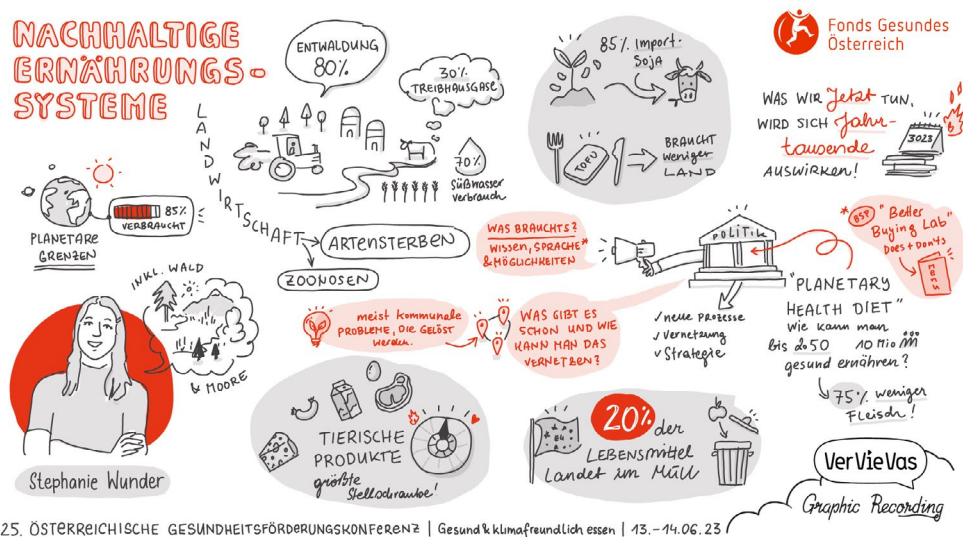 NACHHALTIGE
ERNÄHRUNGS-
SYSTEME
Fonds Gesundes
Österreich
ENTWALDUNG
80%
30%
TREIBHAUSGASE
LANDWIRTSCHAFT
70%
Süßwasser
verbrauch
ARTENSTERBEN
ZOONOSEN
85% Import-
Soja
TOFU
BRAUCHT
weniger
LAND
WAS WIR Jetzt TUN,
WIRD SICH Jahr-
tausende
AUSWIRKEN!
3023
85%
VERBRAUCHT
PLANETARE
GRENZEN
INKL. WALD
& MOORE
Stephanie Wunder
WAS BRAUCHTS?
Wissen, SPRACHE*
& MÖGLICHKEITEN
POLITIK
✓ neue PROZESSE
✓ Vernetzung
✓ Strategie
* BSP "Better
Buying Lab"
Does + Donts
MENU
"PLANETARY
HEALTH DIET"
Wie kann man
bis 2050 10 Mio
gesund ernähren?
75% weniger
Fleisch!
meist kommunale
PROBLEME, DIE GELÖST
werden.
WAS GIBT ES
SCHON UND WIE
KANN MAN DAS
VERNETZEN?
TIERISCHE
PRODUKTE
größte
Stellschraube!
EU
20% der
LEBENSMITTEL
Landet im MÜLL
VerVieVas
Graphic Recording
25. ÖSTERREICHISCHE GESUNDHEITSFÖRDERUNGSKONFERENZ | Gesund & klimafreundlich essen | 13.-14.06.23